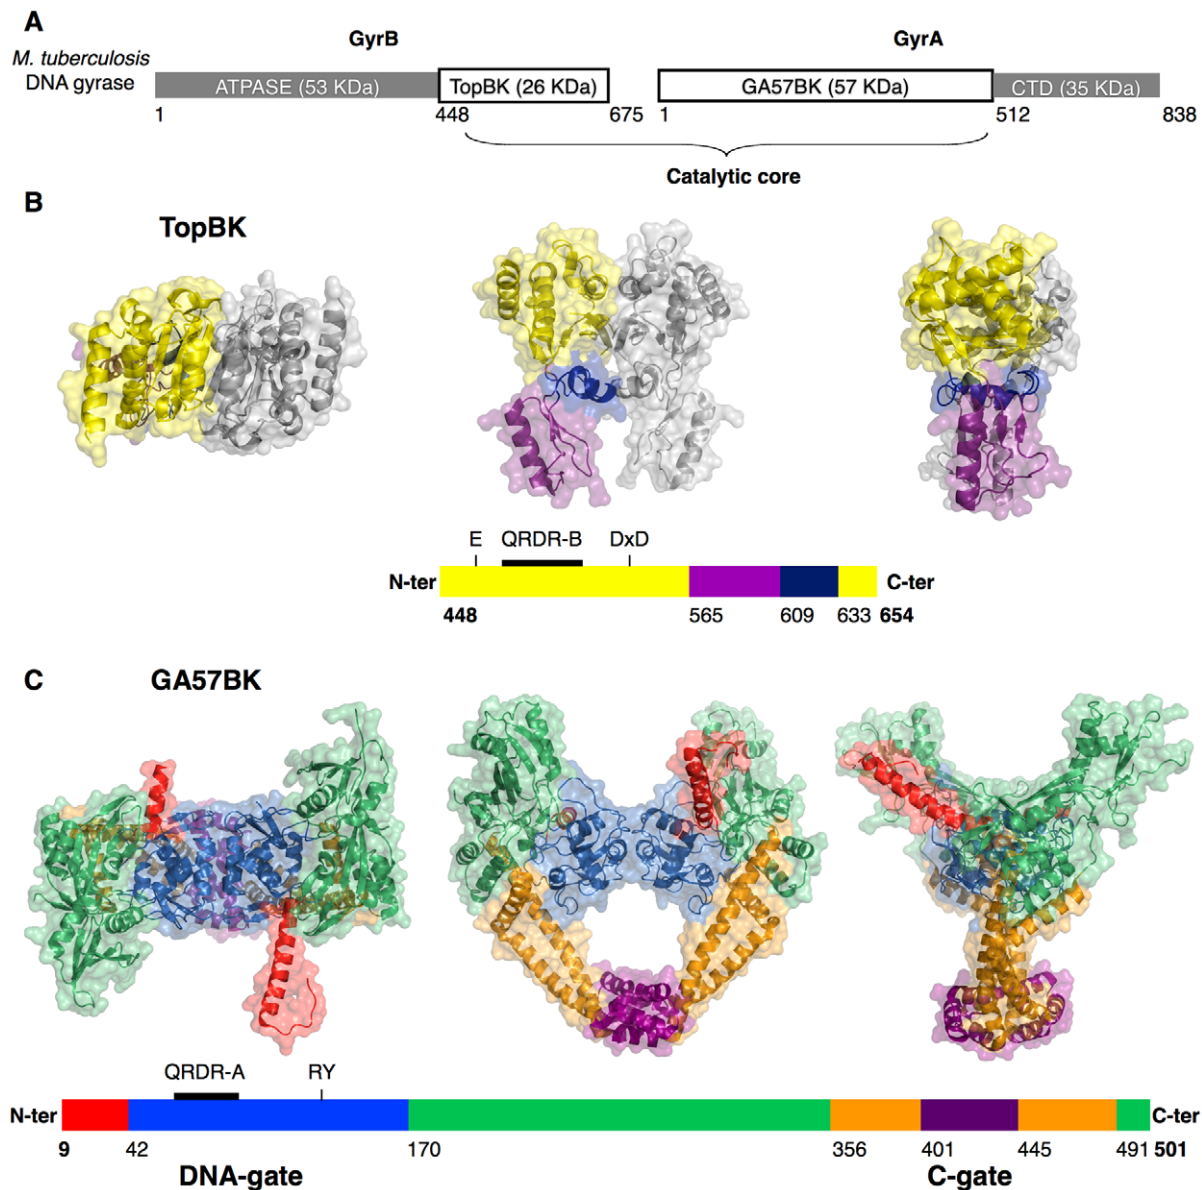 A
GyrB
GyrA
M. tuberculosis
DNA gyrase
ATPASE (53 KDa)
TopBK (26 KDa)
GA57BK (57 KDa)
CTD (35 KDa)
1
448
675
1
512
838
Catalytic core
B
TopBK
E
QRDR-B
DxD
N-ter
C-ter
448
565
609
633
654
C
GA57BK
QRDR-A
RY
N-ter
C-ter
9
42
170
356
401
445
491
501
DNA-gate
C-gate